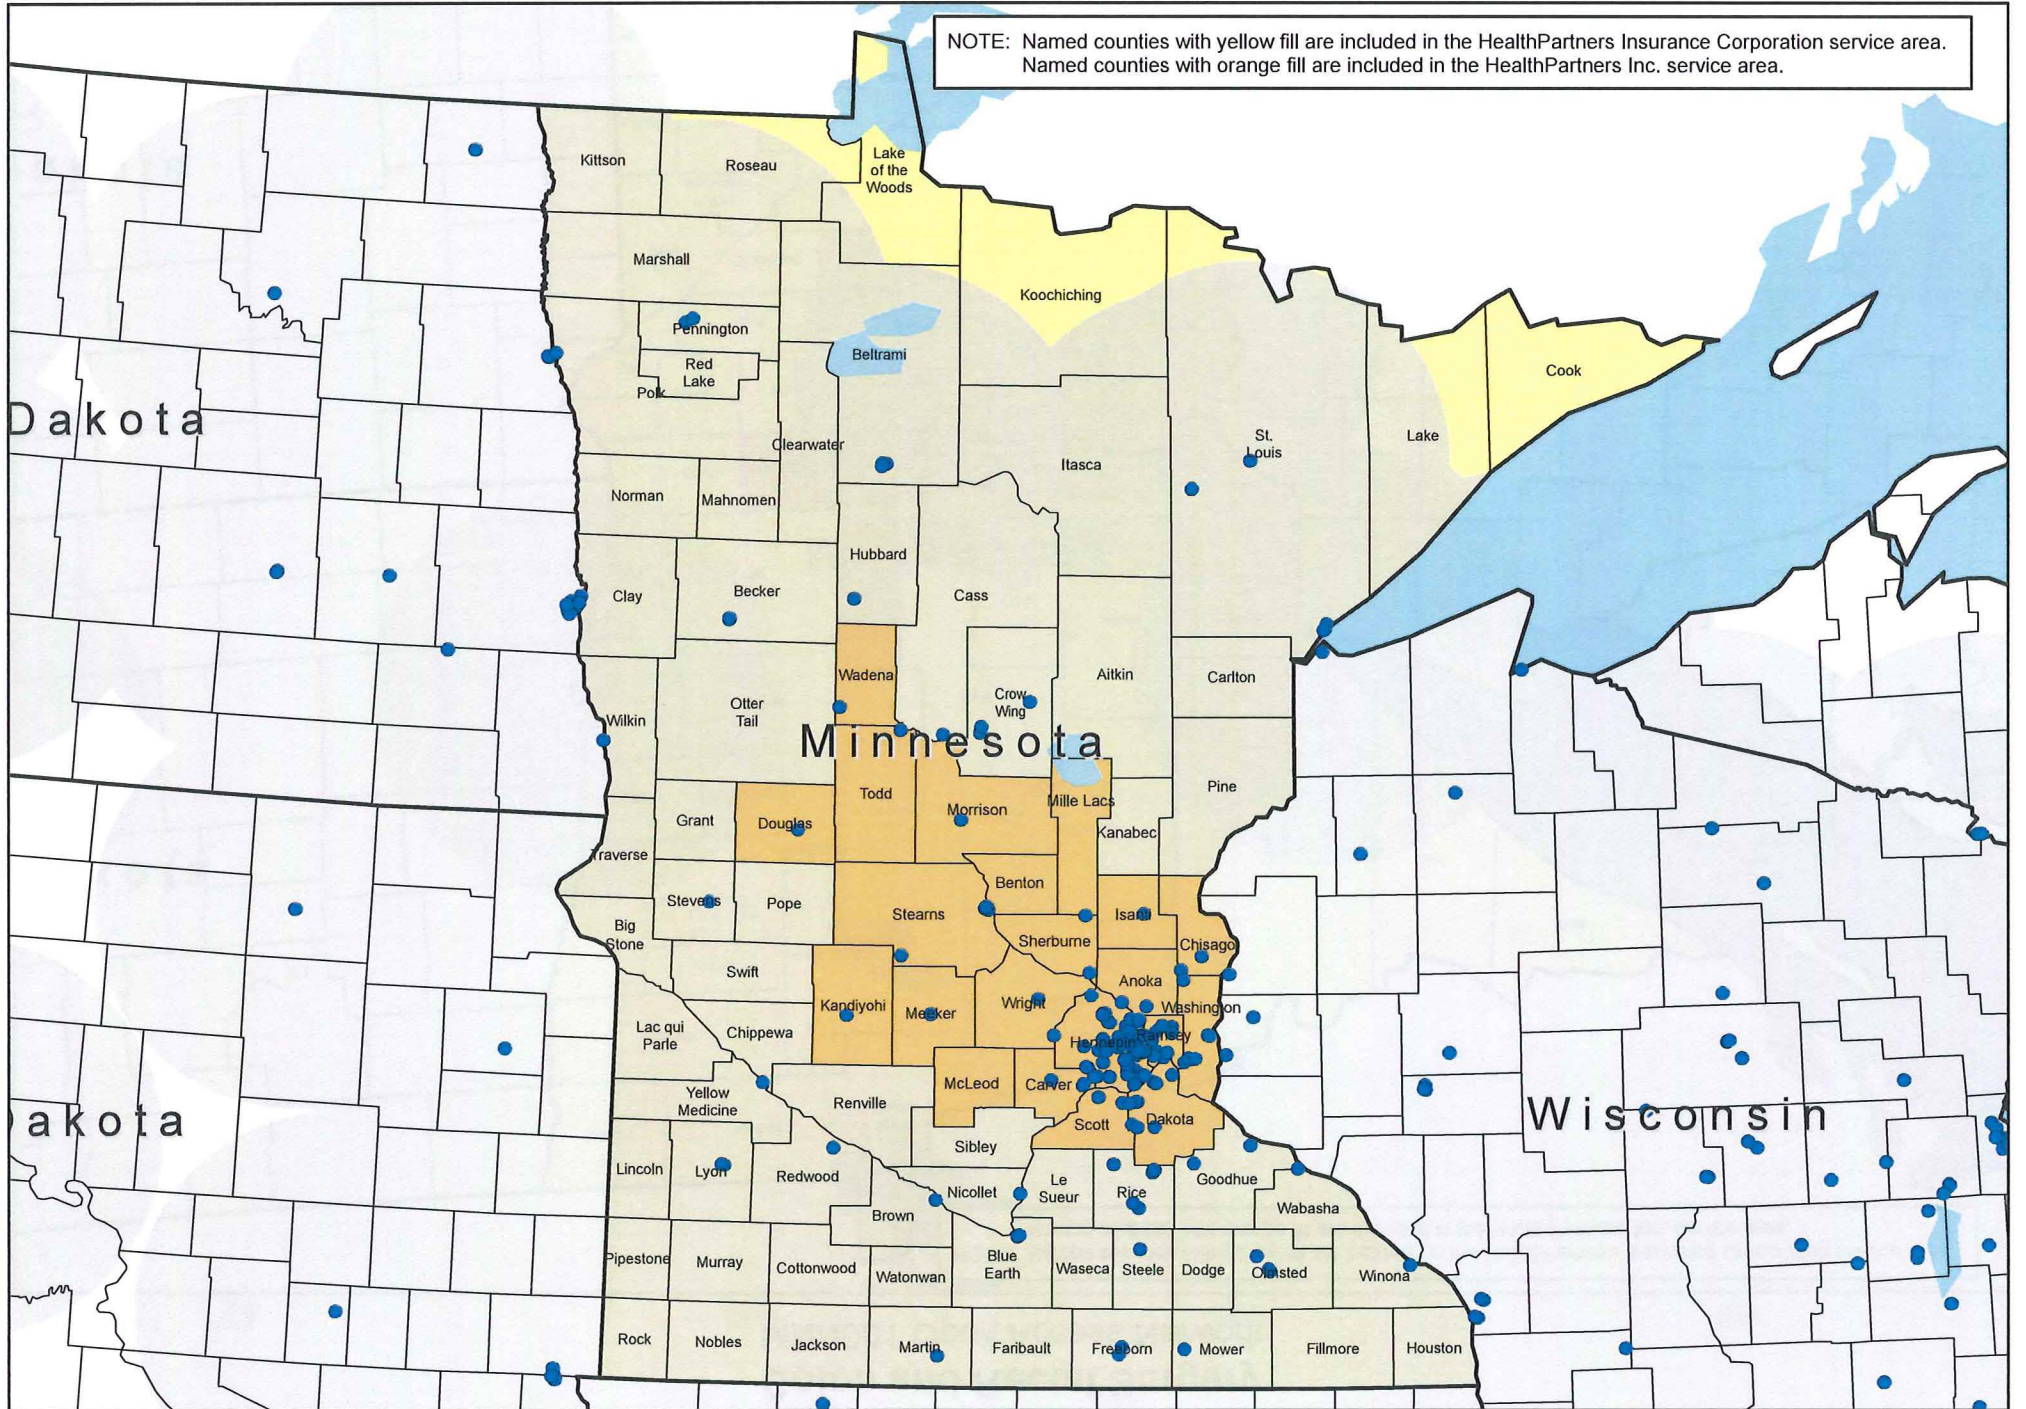 NOTE: Named counties with yellow fill are included in the HealthPartners Insurance Corporation service area.
Named counties with orange fill are included in the HealthPartners Inc. service area.
Kittson
Roseau
Lake
of the
Woods
Marshall
Koochiching
Pennington
Beltrami
Red
Lake
Cook
Polk
Dakota
Clearwater
St.
Louis
Lake
Itasca
Norman
Mahnomen
Hubbard
Clay
Becker
Cass
Wadena
Aitkin
Carlton
Crow
Wing
Otter
Tail
Wilkin
Minnesota
Pine
Todd
Mille Lacs
Morrison
Grant
Douglas
Kanabec
Traverse
Benton
Stevens
Pope
Stearns
Isanti
Big
Stone
Sherburne
Chisago
Swift
Anoka
Kandiyohi
Meeker
Wright
Washington
Lac qui
Parle
Chippewa
Hennepin
Ramsey
McLeod
Carver
Yellow
Medicine
Renville
Dakota
Scott
Dakota
Wisconsin
Sibley
Lincoln
Lyon
Redwood
Le
Sueur
Rice
Goodhue
Nicollet
Brown
Wabasha
Pipestone
Murray
Cottonwood
Watonwan
Blue
Earth
Waseca
Steele
Dodge
Olmsted
Winona
Rock
Nobles
Jackson
Martin
Faribault
Freeborn
Mower
Fillmore
Houston